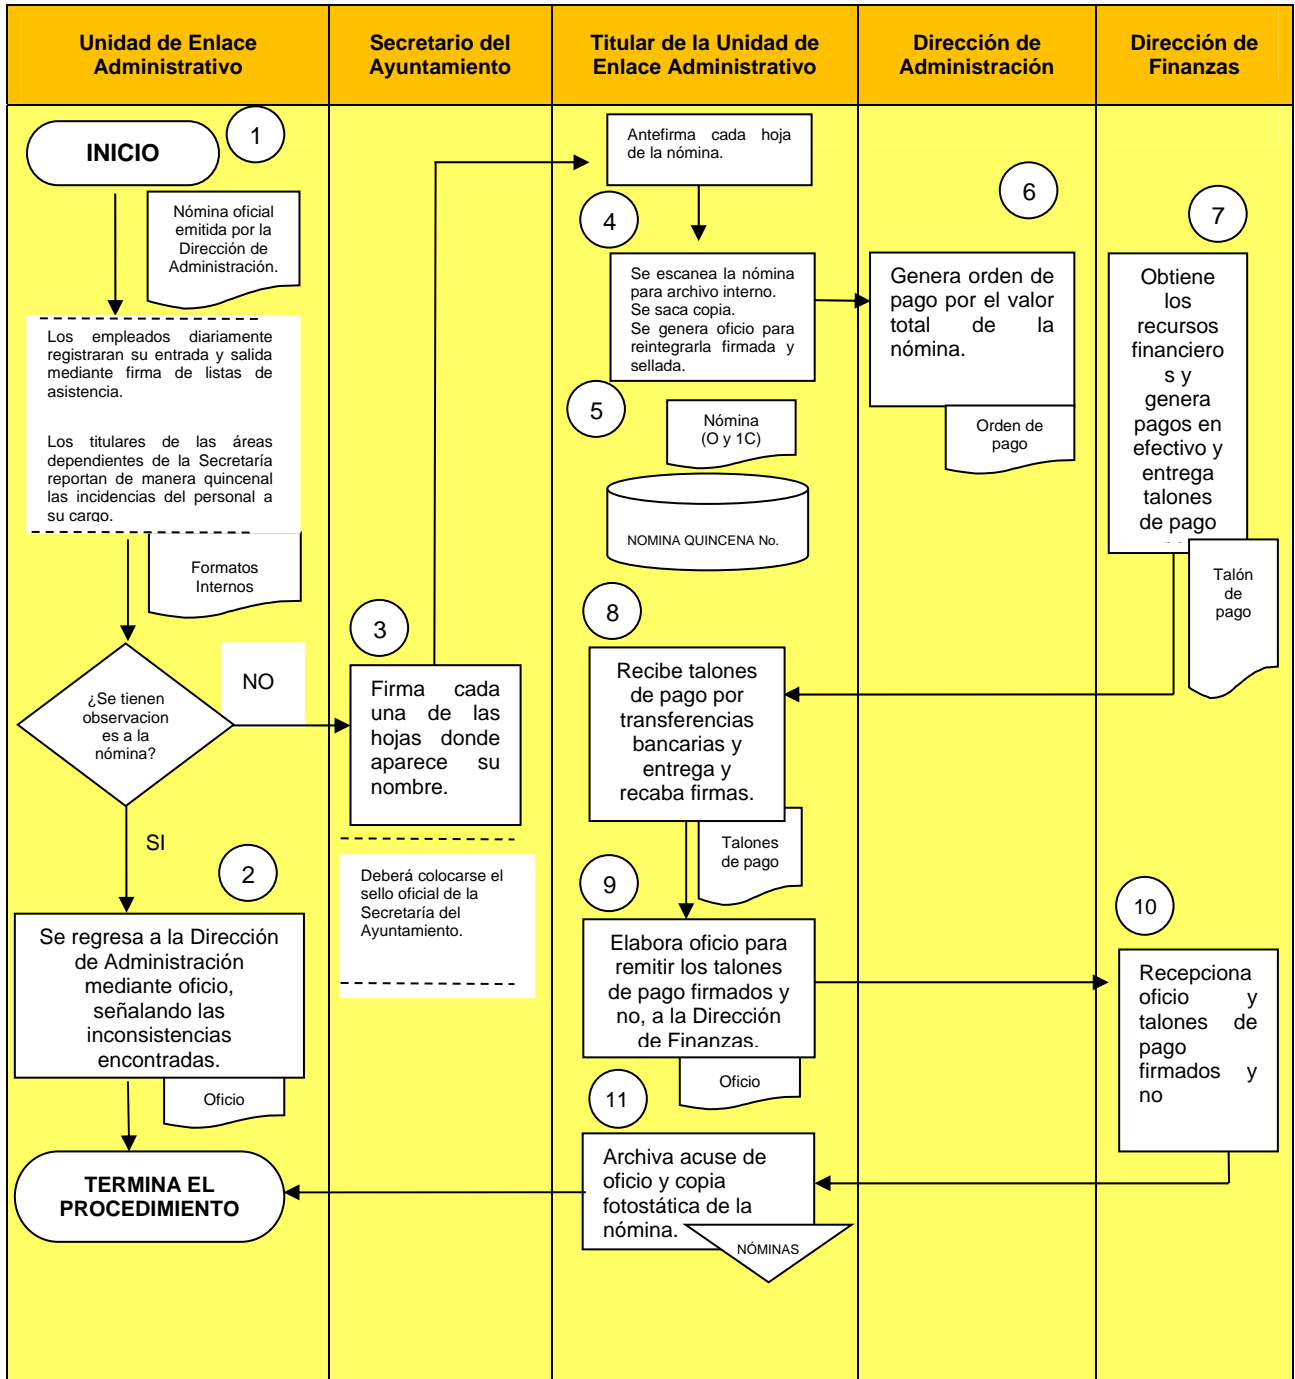 Unidad de Enlace
Administrativo
Secretario del
Ayuntamiento
Titular de la Unidad de
Enlace Administrativo
Dirección de
Administración
Dirección de
Finanzas
INICIO
1
Nómina oficial
emitida por la
Dirección de
Administración.
Los empleados diariamente
registraran su entrada y salida
mediante firma de listas de
asistencia.
Los titulares de las áreas
dependientes de la Secretaría
reportan de manera quincenal
las incidencias del personal a
su cargo.
Formatos
Internos
¿Se tienen
observacion
es a la
nómina?
NO
SI
2
Se regresa a la Dirección
de Administración
mediante oficio,
señalando las
inconsistencias
encontradas.
Oficio
TERMINA EL
PROCEDIMIENTO
3
Firma cada
una de las
hojas donde
aparece su
nombre.
Deberá colocarse el
sello oficial de la
Secretaría del
Ayuntamiento.
Antefirma cada hoja
de la nómina.
4
Se escanea la nómina
para archivo interno.
Se saca copia.
Se genera oficio para
reintegrarla firmada y
sellada.
5
Nómina
(O y 1C)
NOMINA QUINCENA No.
6
Genera orden de
pago por el valor
total de la
nómina.
Orden de
pago
7
Obtiene
los
recursos
financiero
s y
genera
pagos en
efectivo y
entrega
talones
de pago
Talón
de
pago
8
Recibe talones
de pago por
transferencias
bancarias y
entrega y
recaba firmas.
Talones
de pago
9
Elabora oficio para
remitir los talones
de pago firmados y
no, a la Dirección
de Finanzas.
Oficio
10
Recepciona
oficio y
talones de
pago
firmados y
no
11
Archiva acuse de
oficio y copia
fotostática de la
nómina.
NÓMINAS